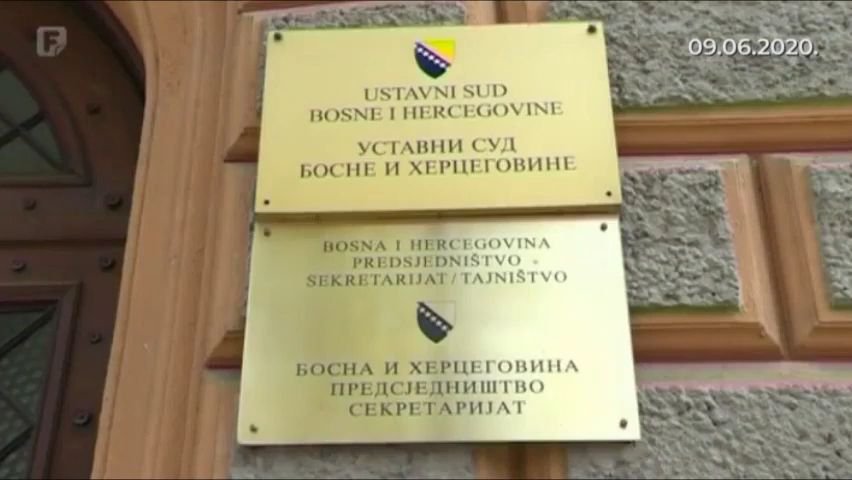 F
09.06.2020.
USTAVNI SUD
BOSNE I HERCEGOVINE
УСТАВНИ СУД
БОСНЕ И ХЕРЦЕГОВИНЕ
BOSNA I HERCEGOVINA
PREDSJEDNIŠTVO
SEKRETARIJAT/TAJNIŠTVO
БОСНА И ХЕРЦЕГОВИНА
ПРЕДСЈЕДНИШТВО
СЕКРЕТАРИЈАТ